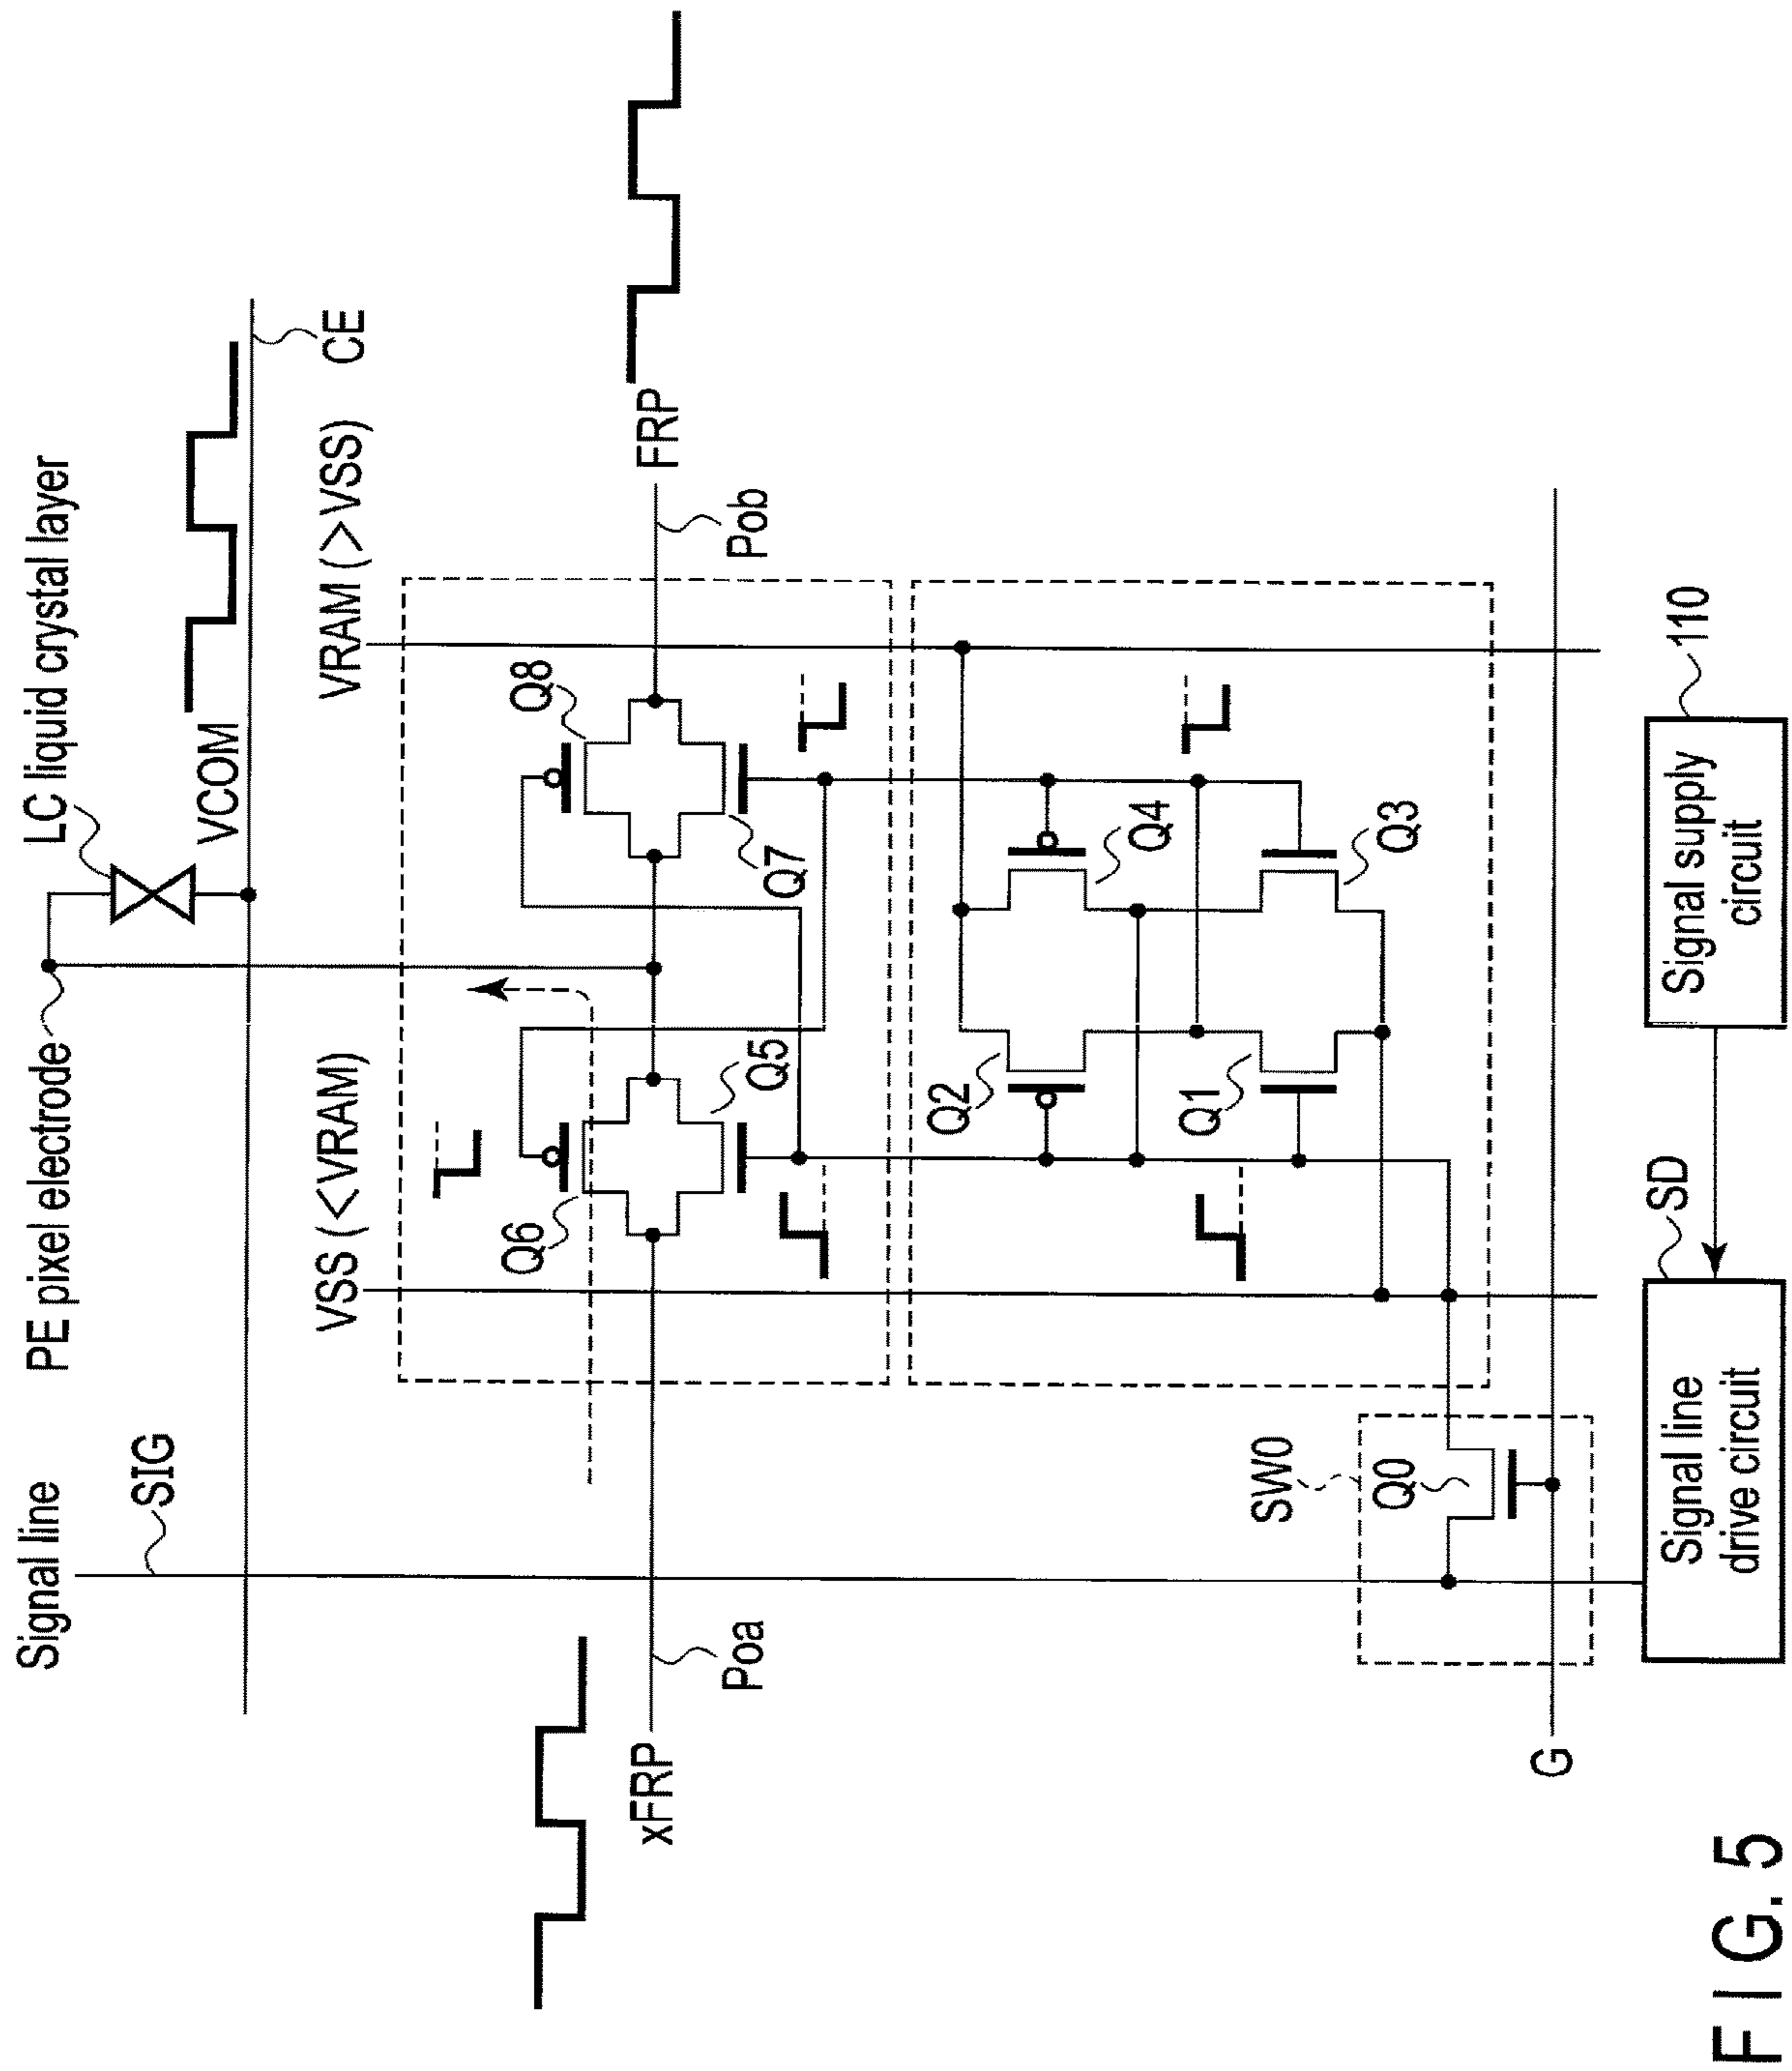 Signal line
SIG
PE pixel electrode
LC liquid crystal layer
VCOM
CE
VSS (<VRAM)
VRAM (>VSS)
Q6
Q5
Q8
Q7
xFRP
Poa
Pob
FRP
Q2
Q4
Q1
Q3
SW0
Q0
G
SD
110
Signal line
drive circuit
Signal supply
circuit
FIG. 5